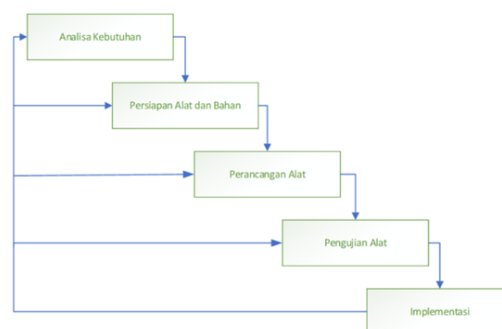 Analisa Kebutuhan
Persiapan Alat dan Bahan
Perancangan Alat
Pengujian Alat
Implementasi